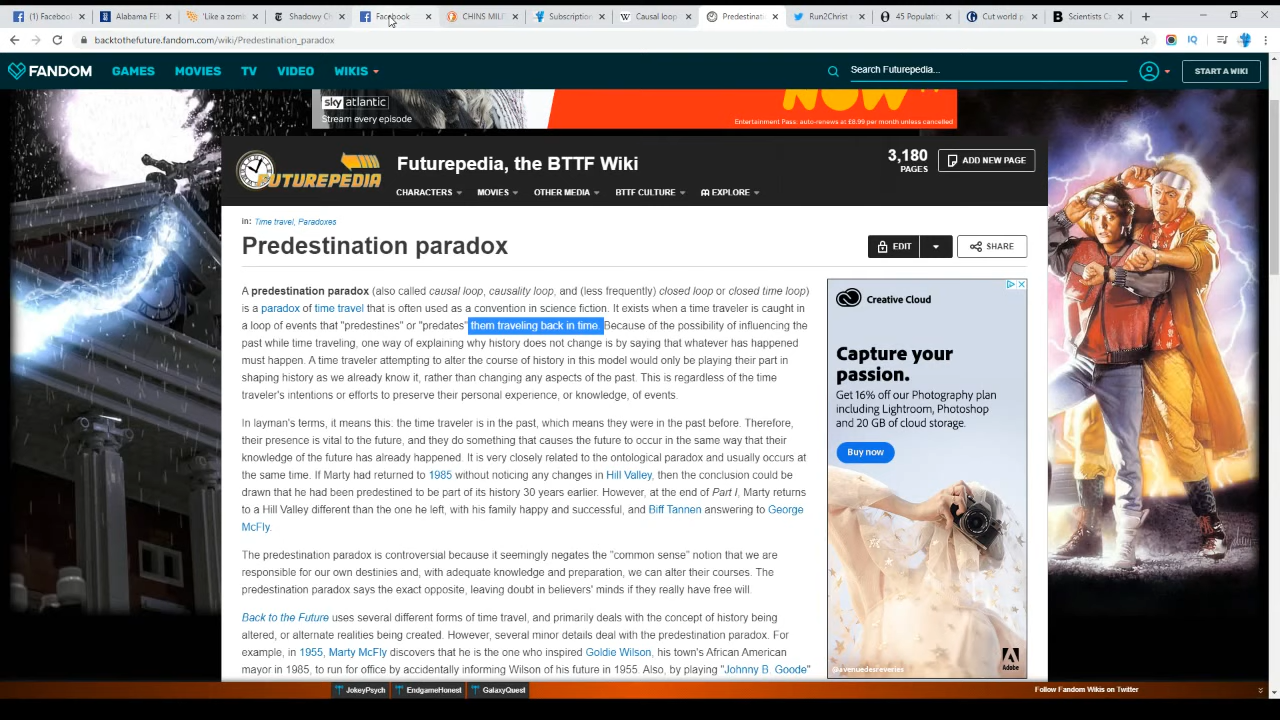 (1) Facebook
Alabama FE
'Like a zom
Shadowy Ch
Facebook
CHINS MILI
Subscription
Causal loop
Predestinati
Run2Christ
45 Populati
Cut world p
Scientists Co
backtothefuture.fandom.com/wiki/Predestination_paradox
IQ
FANDOM GAMES MOVIES TV VIDEO WIKIS
Search Futurepedia...
START A WIKI
sky atlantic
Stream every episode
NOW
Entertainment Pass: auto-renews at £8.99 per month unless cancelled
FUTUREPEDIA
Futurepedia, the BTTF Wiki
3,180
PAGES
ADD NEW PAGE
CHARACTERS MOVIES OTHER MEDIA BTTF CULTURE EXPLORE
in: Time travel, Paradoxes
Predestination paradox
EDIT
SHARE
A predestination paradox (also called causal loop, causality loop, and (less frequently) closed loop or closed time loop)
is a paradox of time travel that is often used as a convention in science fiction. It exists when a time traveler is caught in
a loop of events that "predestines" or "predates" them traveling back in time. Because of the possibility of influencing the
past while time traveling, one way of explaining why history does not change is by saying that whatever has happened
must happen. A time traveler attempting to alter the course of history in this model would only be playing their part in
shaping history as we already know it, rather than changing any aspects of the past. This is regardless of the time
traveler's intentions or efforts to preserve their personal experience, or knowledge, of events.
In layman's terms, it means this: the time traveler is in the past, which means they were in the past before. Therefore,
their presence is vital to the future, and they do something that causes the future to occur in the same way that their
knowledge of the future has already happened. It is very closely related to the ontological paradox and usually occurs at
the same time. If Marty had returned to 1985 without noticing any changes in Hill Valley, then the conclusion could be
drawn that he had been predestined to be part of its history 30 years earlier. However, at the end of Part I, Marty returns
to a Hill Valley different than the one he left, with his family happy and successful, and Biff Tannen answering to George
McFly.
The predestination paradox is controversial because it seemingly negates the "common sense" notion that we are
responsible for our own destinies and, with adequate knowledge and preparation, we can alter their courses. The
predestination paradox says the exact opposite, leaving doubt in believers' minds if they really have free will.
Back to the Future uses several different forms of time travel, and primarily deals with the concept of history being
altered, or alternate realities being created. However, several minor details deal with the predestination paradox. For
example, in 1955, Marty McFly discovers that he is the one who inspired Goldie Wilson, his town's African American
mayor in 1985, to run for office by accidentally informing Wilson of his future in 1955. Also, by playing "Johnny B. Goode"
Creative Cloud
Capture your
passion.
Get 16% off our Photography plan
including Lightroom, Photoshop
and 20 GB of cloud storage.
Buy now
@avenuedesreveries
Adobe
JokeyPsych
EndgameHonest
GalaxyQuest
Follow Fandom Wikis on Twitter